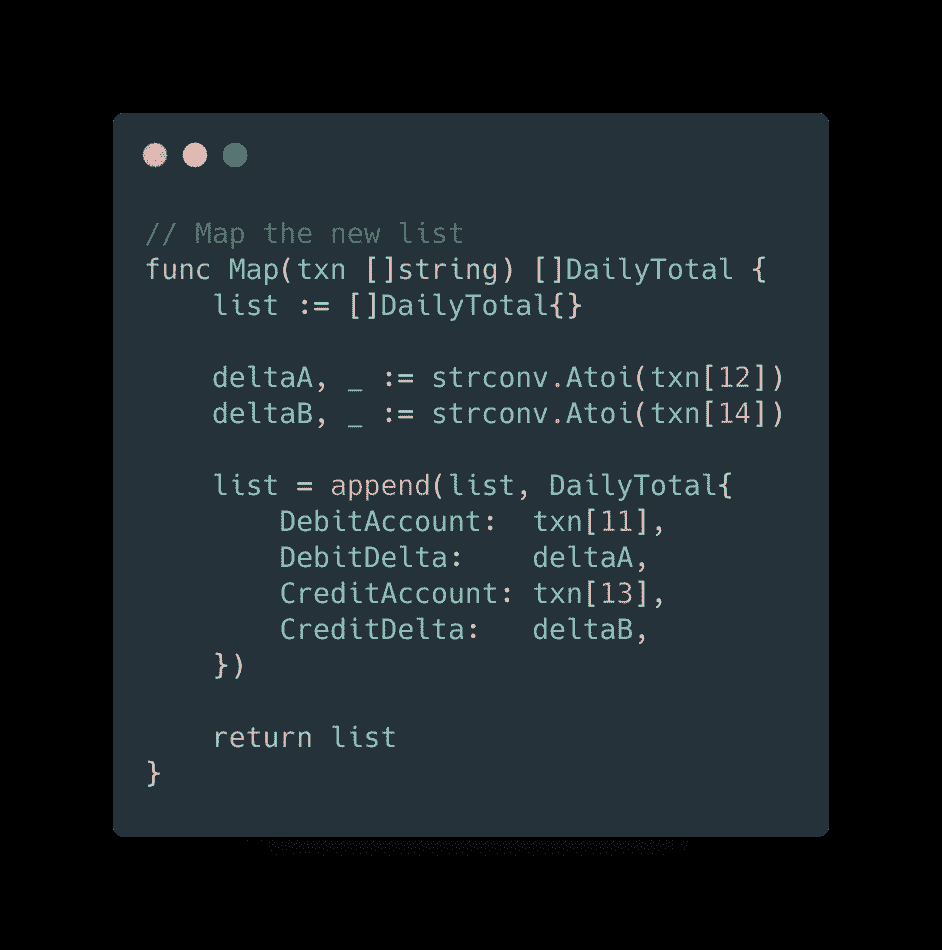 // Map the new list
func Map(txn []string) []DailyTotal {
    list := []DailyTotal{}

    deltaA, _ := strconv.Atoi(txn[12])
    deltaB, _ := strconv.Atoi(txn[14])

    list = append(list, DailyTotal{
        DebitAccount:  txn[11],
        DebitDelta:    deltaA,
        CreditAccount: txn[13],
        CreditDelta:   deltaB,
    })

    return list
}